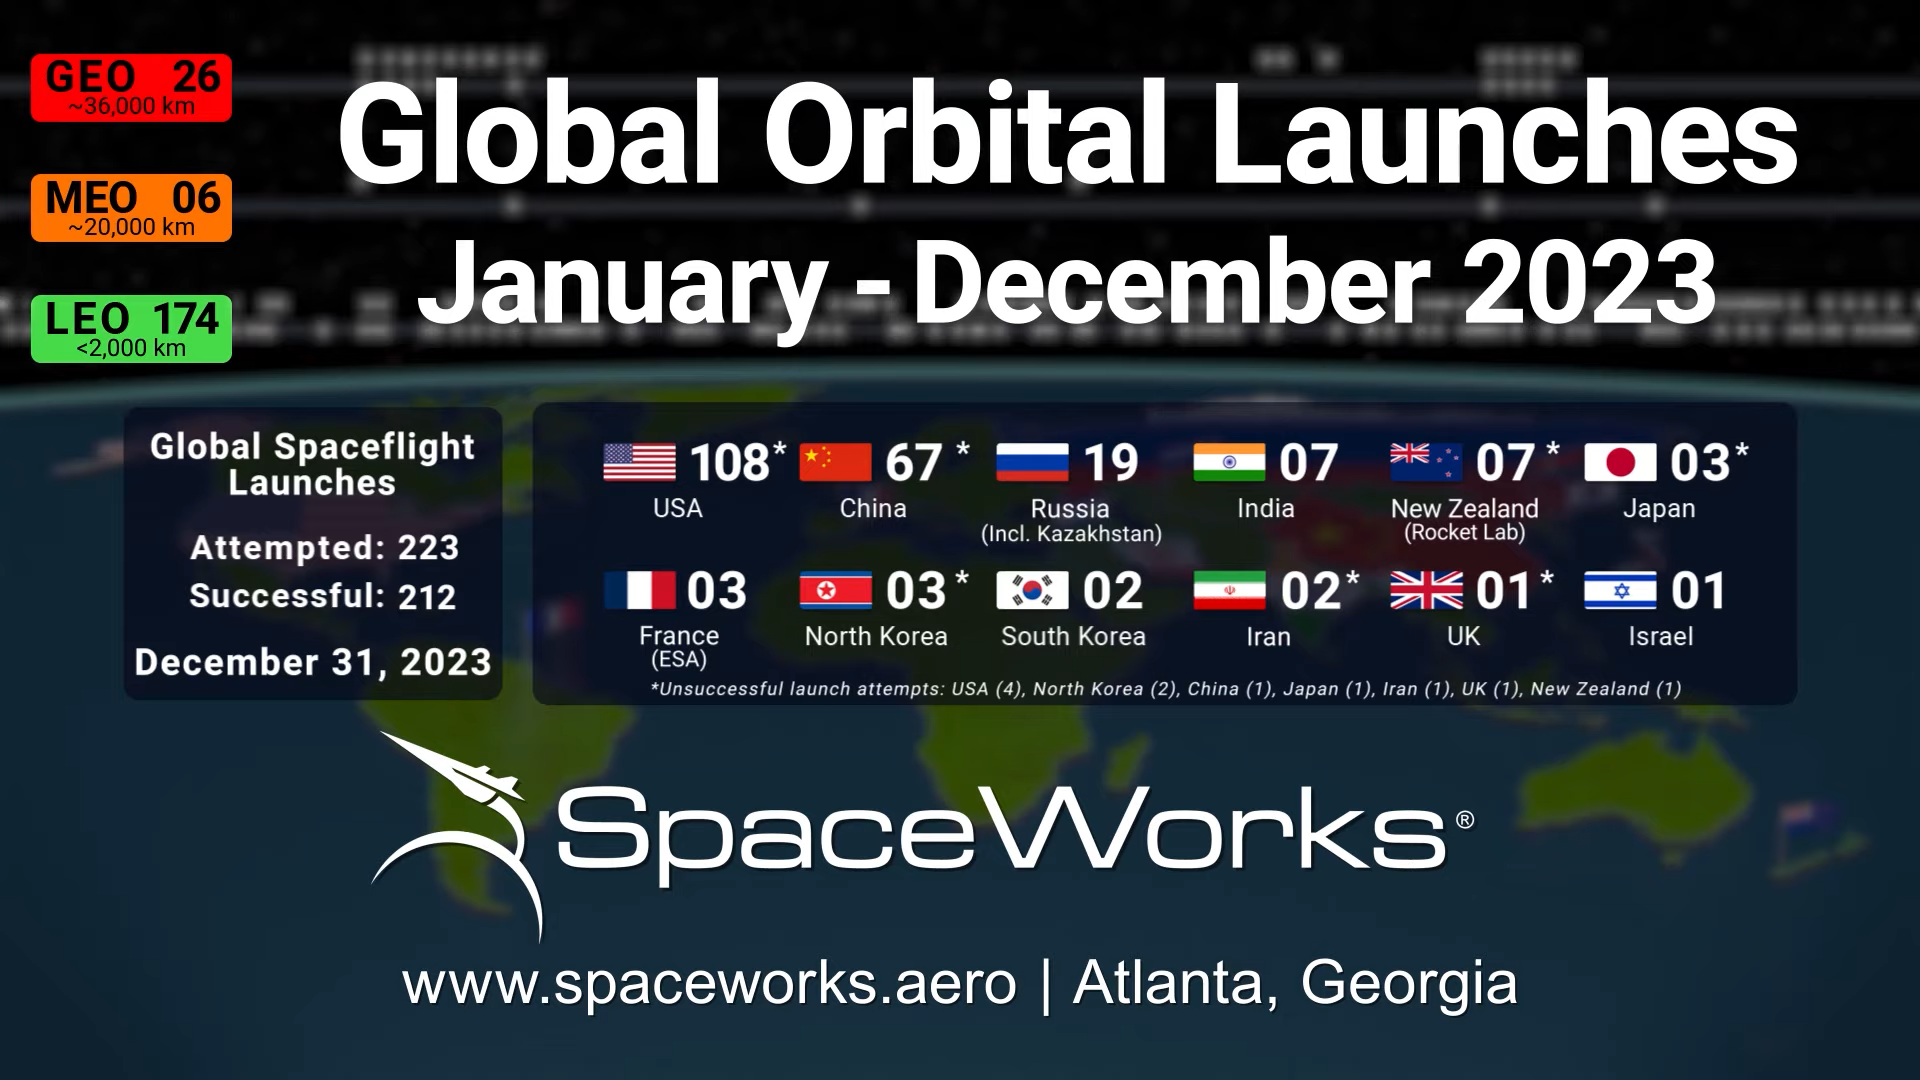 GEO 26
~36,000 km
MEO 06
~20,000 km
LEO 174
<2,000 km
Global Orbital Launches
January - December 2023
Global Spaceflight
Launches
Attempted: 223
Successful: 212
December 31, 2023
108* 67 * 19 07 07 * 03*
USA China Russia India New Zealand Japan
(Incl. Kazakhstan) (Rocket Lab)
03 03 * 02 02* 01* 01
France North Korea South Korea Iran UK Israel
(ESA)
*Unsuccessful launch attempts: USA (4), North Korea (2), China (1), Japan (1), Iran (1), UK (1), New Zealand (1)
SpaceWorks®
www.spaceworks.aero | Atlanta, Georgia